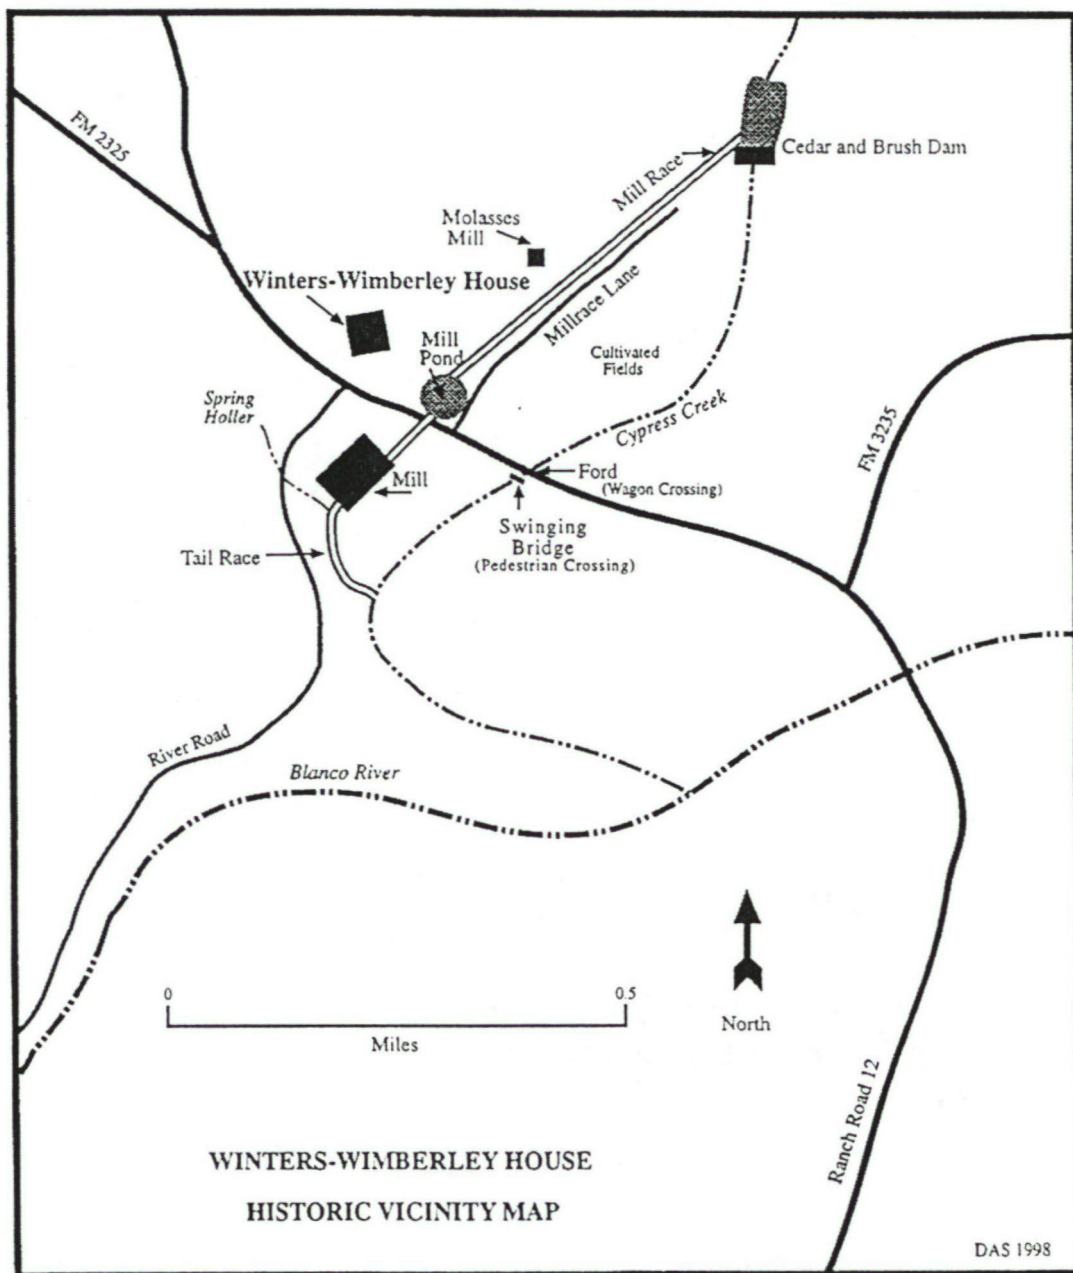 FM 2325
Mill Race
Cedar and Brush Dam
Molasses
Mill
Winters-Wimberley House
Millrace Lane
Mill
Pond
Cultivated
Fields
Spring
Holler
Cypress Creek
FM 3235
Mill
Ford
(Wagon Crossing)
Swinging
Bridge
(Pedestrian Crossing)
Tail Race
River Road
Blanco River
0
0.5
Miles
North
Ranch Road 12
WINTERS-WIMBERLEY HOUSE
HISTORIC VICINITY MAP
DAS 1998